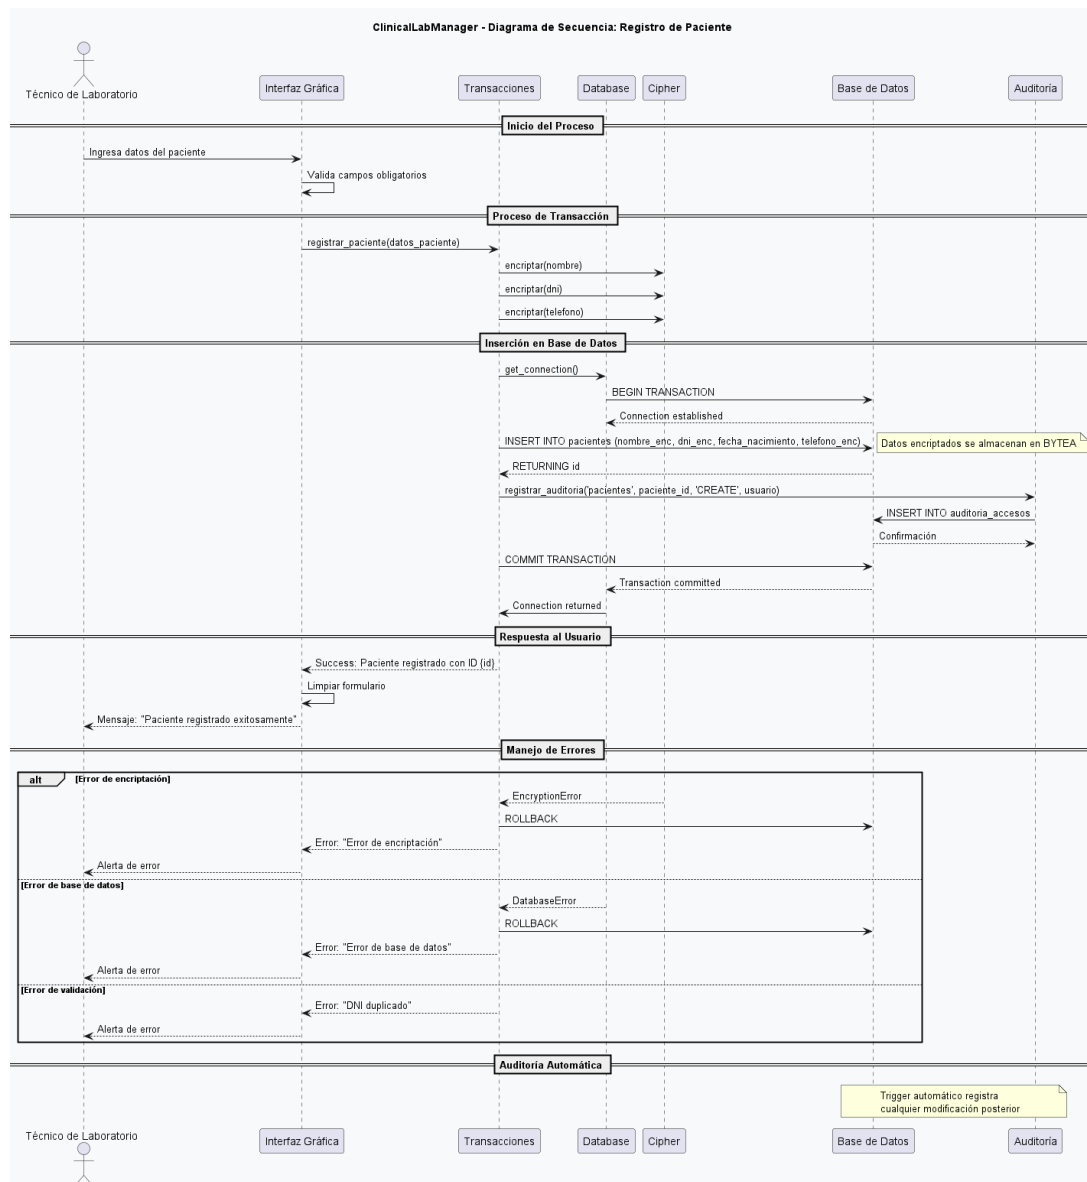 ClinicalLabManager - Diagrama de Secuencia: Registro de Paciente
Técnico de Laboratorio
Interfaz Gráfica
Transacciones
Database
Cipher
Base de Datos
Auditoría
Inicio del Proceso
Ingresa datos del paciente
Valida campos obligatorios
Proceso de Transacción
registrar_paciente(datos_paciente)
encriptar(nombre)
encriptar(dni)
encriptar(telefono)
Inserción en Base de Datos
get_connection()
BEGIN TRANSACTION
Connection established
INSERT INTO pacientes (nombre_enc, dni_enc, fecha_nacimiento, telefono_enc)
Datos encriptados se almacenan en BYTEA
RETURNING id
registrar_auditoria('pacientes', paciente_id, 'CREATE', usuario)
INSERT INTO auditoria_accesos
Confirmación
COMMIT TRANSACTION
Transaction committed
Connection returned
Respuesta al Usuario
Success: Paciente registrado con ID {id}
Limpiar formulario
Mensaje: "Paciente registrado exitosamente"
Manejo de Errores
alt
[Error de encriptación]
EncryptionError
ROLLBACK
Error: "Error de encriptación"
Alerta de error
[Error de base de datos]
DatabaseError
ROLLBACK
Error: "Error de base de datos"
Alerta de error
[Error de validación]
Error: "DNI duplicado"
Alerta de error
Auditoría Automática
Trigger automático registra
cualquier modificación posterior
Técnico de Laboratorio
Interfaz Gráfica
Transacciones
Database
Cipher
Base de Datos
Auditoría